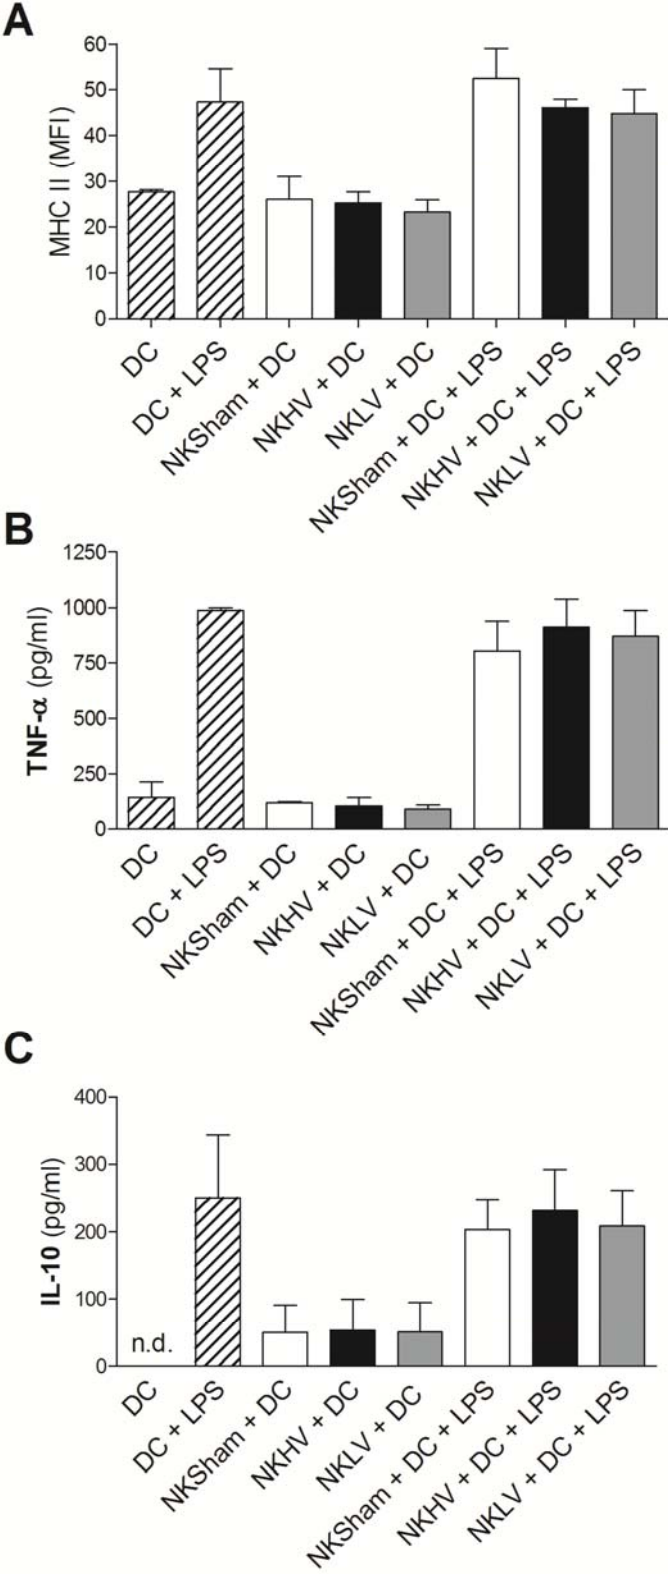 A
60
50
40
30
20
10
0
MHC II (MFI)
DC
DC + LPS
NKSham + DC
NKHV + DC
NKLV + DC
NKSham + DC + LPS
NKHV + DC + LPS
NKLV + DC + LPS
B
1250
1000
750
500
250
0
TNF-α (pg/ml)
DC
DC + LPS
NKSham + DC
NKHV + DC
NKLV + DC
NKSham + DC + LPS
NKHV + DC + LPS
NKLV + DC + LPS
C
400
300
200
100
0
IL-10 (pg/ml)
n.d.
DC
DC + LPS
NKSham + DC
NKHV + DC
NKLV + DC
NKSham + DC + LPS
NKHV + DC + LPS
NKLV + DC + LPS